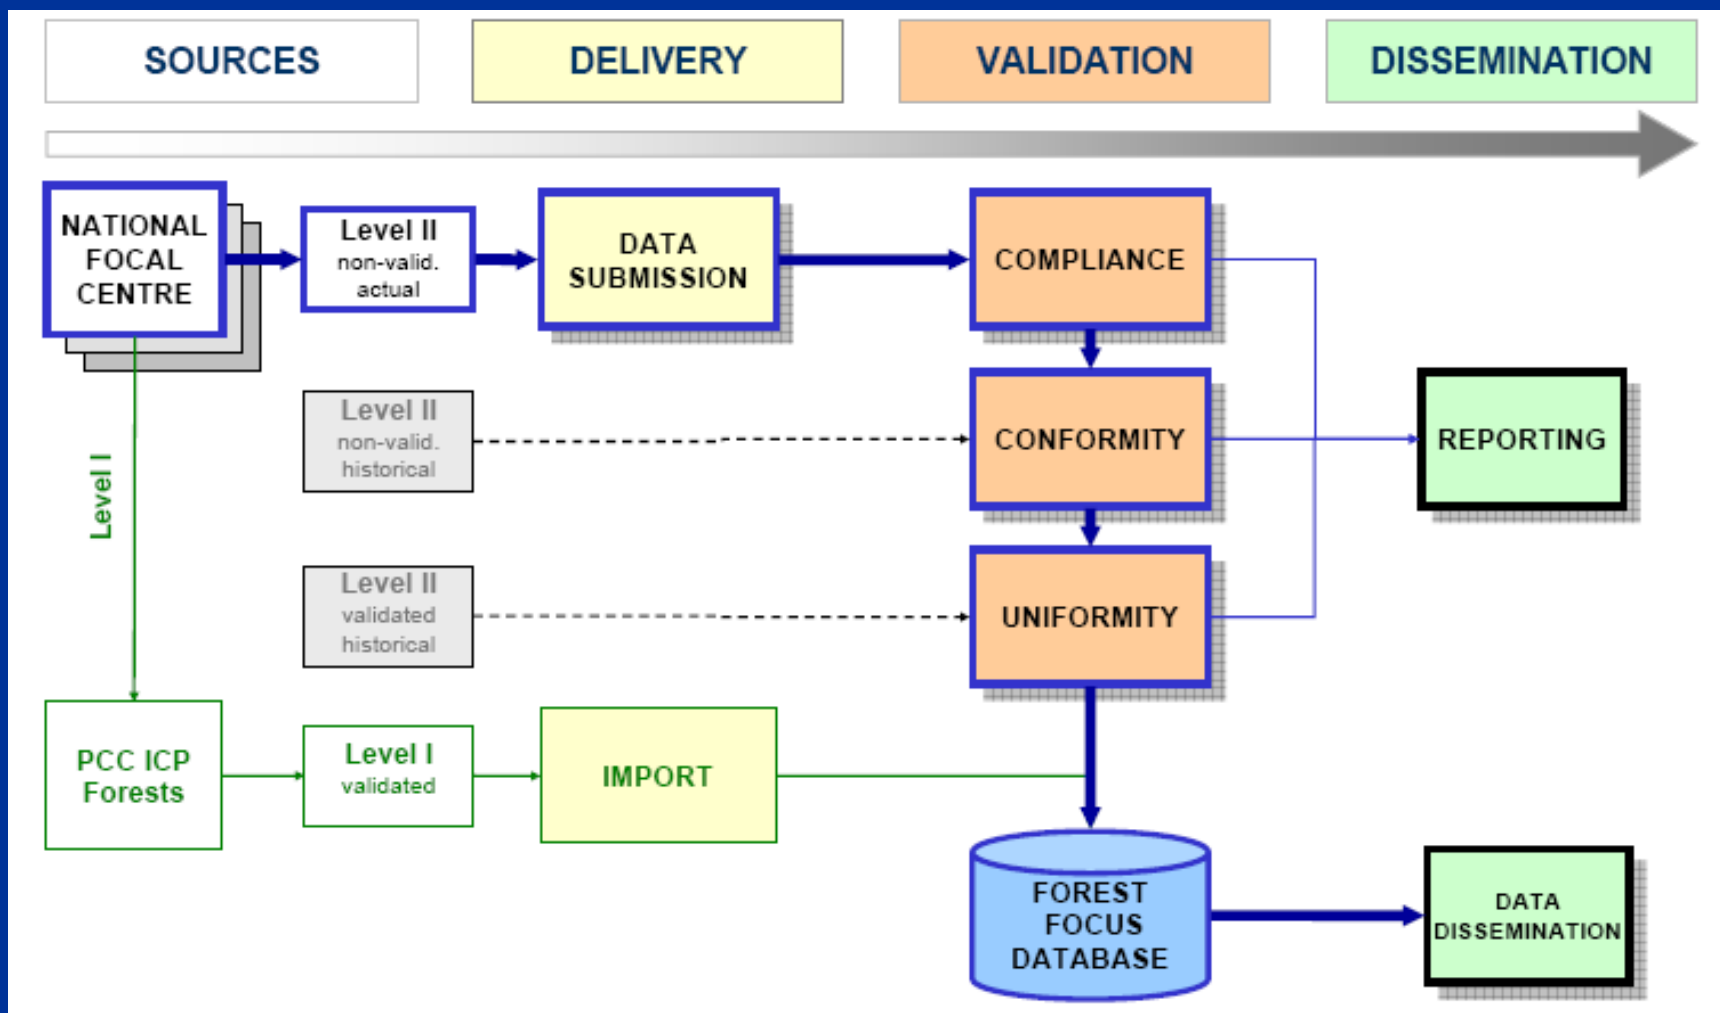 SOURCES
DELIVERY
VALIDATION
DISSEMINATION
NATIONAL
FOCAL
CENTRE
Level II
non-valid.
actual
DATA
SUBMISSION
COMPLIANCE
Level II
non-valid.
historical
CONFORMITY
REPORTING
Level I
Level II
validated
historical
UNIFORMITY
PCC ICP
Forests
Level I
validated
IMPORT
FOREST
FOCUS
DATABASE
DATA
DISSEMINATION